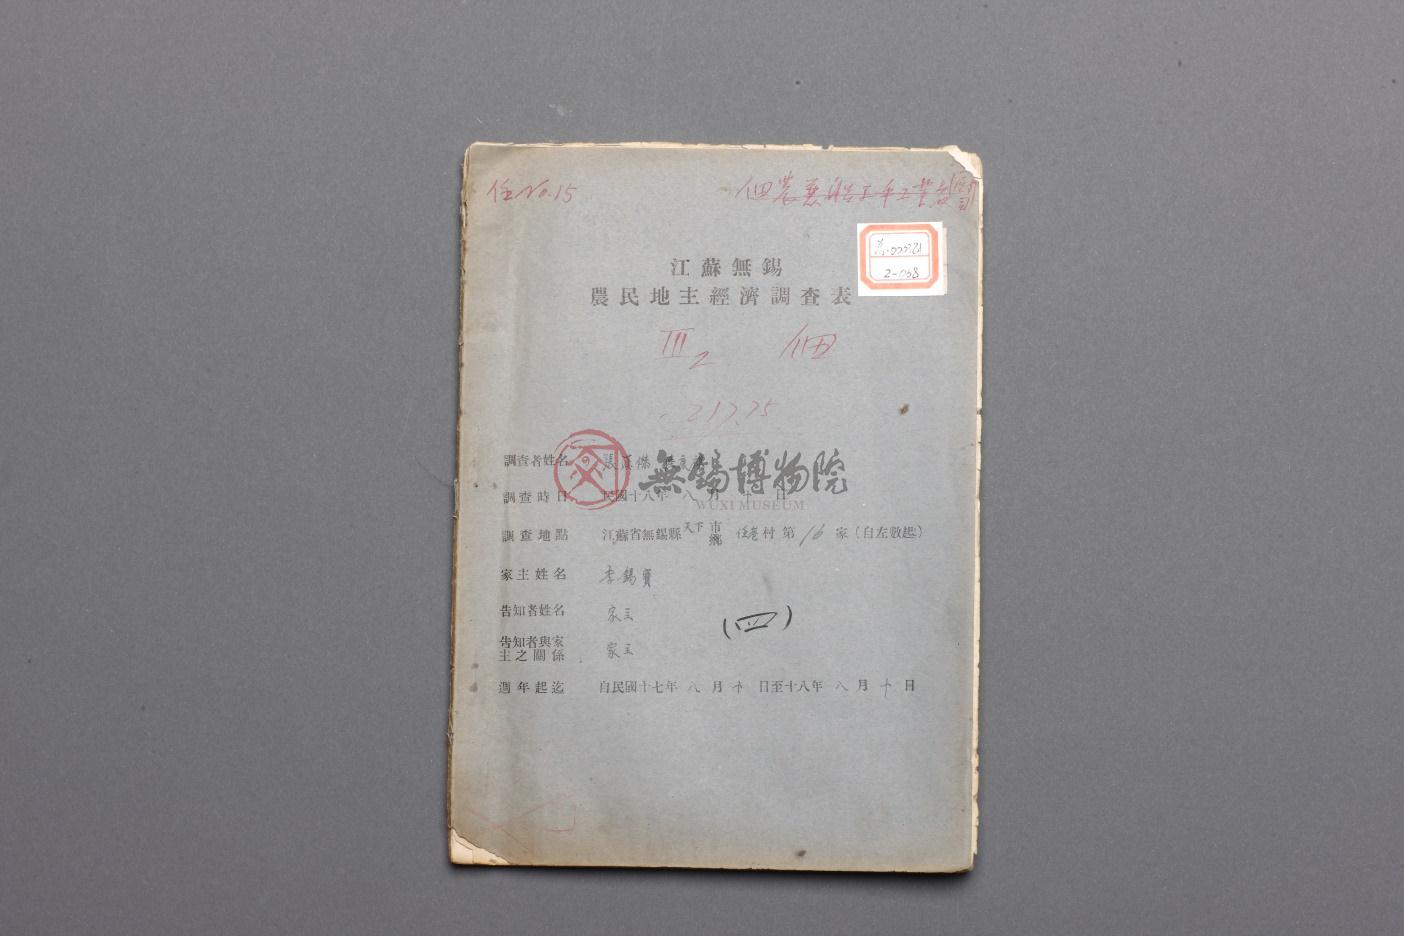 任No.15
佃農兼
2-058
江蘇無錫
農民地主經濟調查表
III2 佃
217.75
調查者姓名
無錫博物院
WUXI MUSEUM
調查時日 民國十八年 八 月 十 日
調查地點 江蘇省無錫縣天下市鄉 任巷村第 16 家（自左數起）
家主姓名 李錫寶
告知者姓名 家主
告知者與家主之關係 家主
(四)
週年起迄 自民國十七年 八 月 十 日至十八年 八 月 十 日